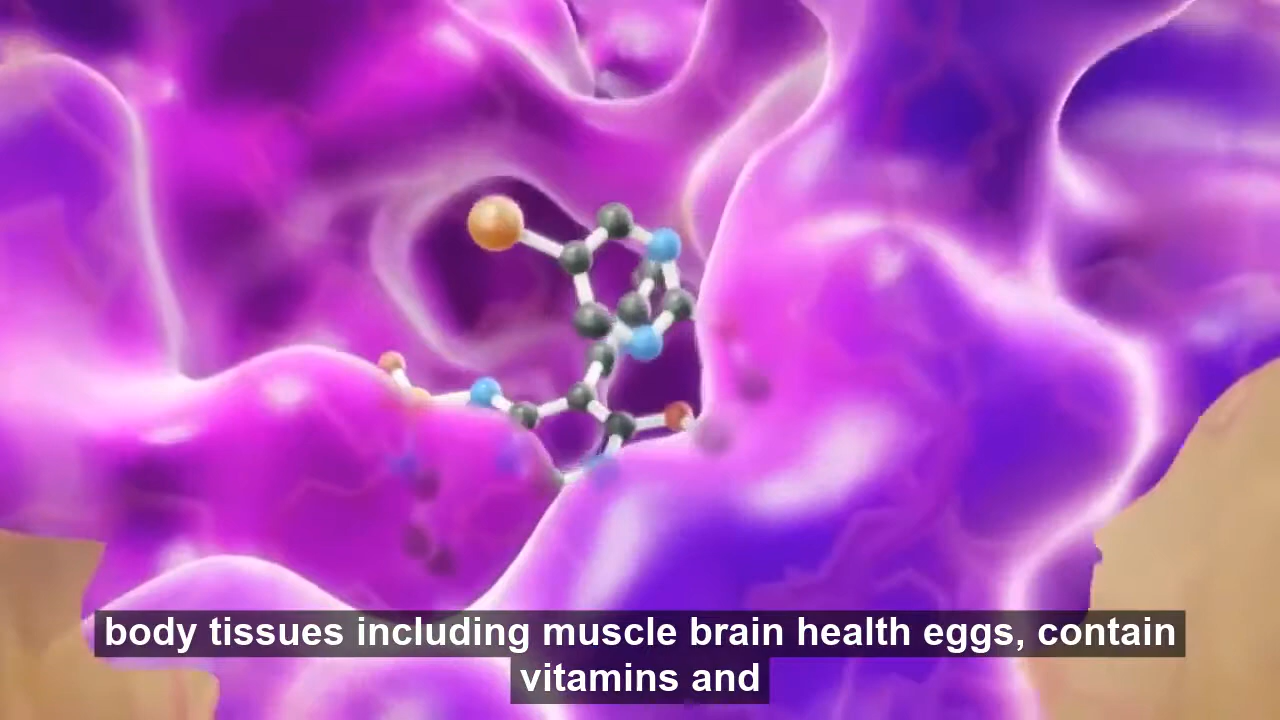 body tissues including muscle brain health eggs, contain
vitamins and